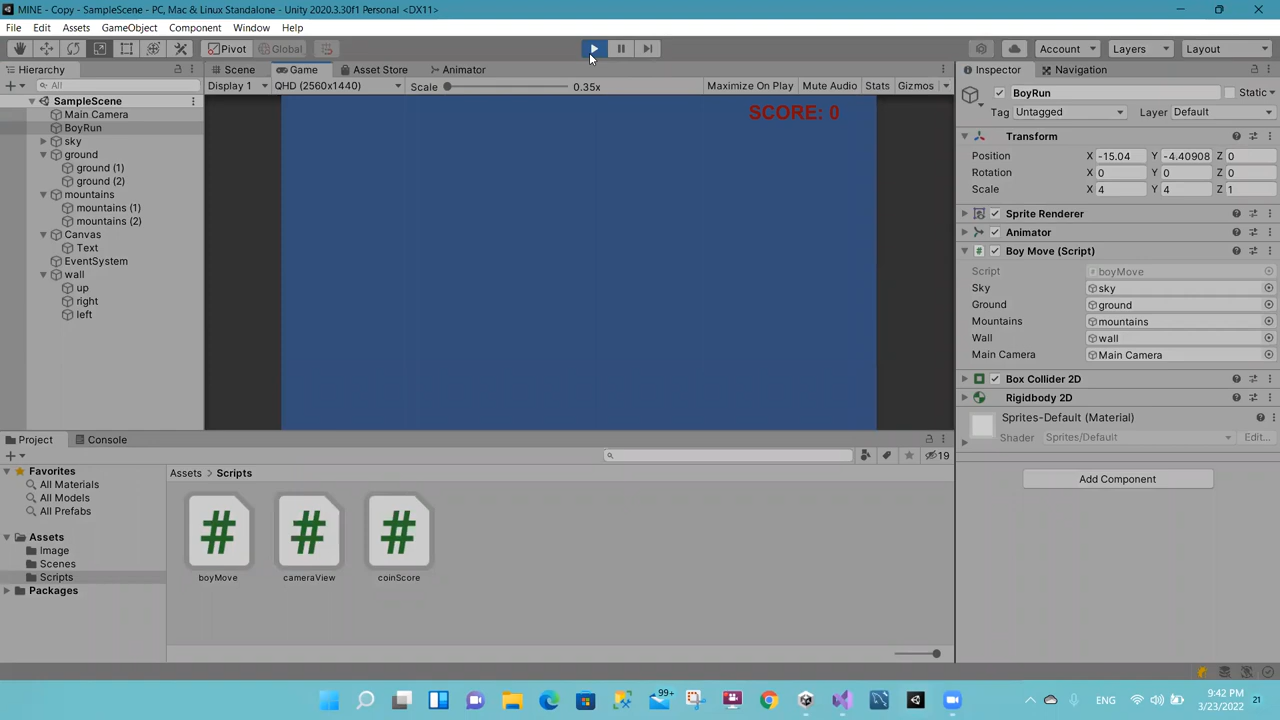 MINE - Copy - SampleScene - PC, Mac & Linux Standalone - Unity 2020.3.30f1 Personal <DX11>
File Edit Assets GameObject Component Window Help
Pivot Global Account Layers Layout
Hierarchy Scene Game Asset Store Animator Inspector Navigation
All Display 1 QHD (2560x1440) Scale 0.35x Maximize On Play Mute Audio Stats Gizmos
SampleScene
Main Camera
BoyRun
sky
ground
ground (1)
ground (2)
mountains
mountains (1)
mountains (2)
Canvas
Text
EventSystem
wall
up
right
left
SCORE: 0
BoyRun Static
Tag Untagged Layer Default
Transform
Position X -15.04 Y -4.40908 Z 0
Rotation X 0 Y 0 Z 0
Scale X 4 Y 4 Z 1
Sprite Renderer
Animator
# Boy Move (Script)
Script boyMove
Sky sky
Ground ground
Mountains mountains
Wall wall
Main Camera Main Camera
Box Collider 2D
Rigidbody 2D
Sprites-Default (Material)
Shader Sprites/Default Edit...
Add Component
Project Console
19
Favorites
All Materials
All Models
All Prefabs
Assets
Image
Scenes
Scripts
Packages
Assets > Scripts
# # #
boyMove cameraView coinScore
99+
ENG
9:42 PM
3/23/2022
21